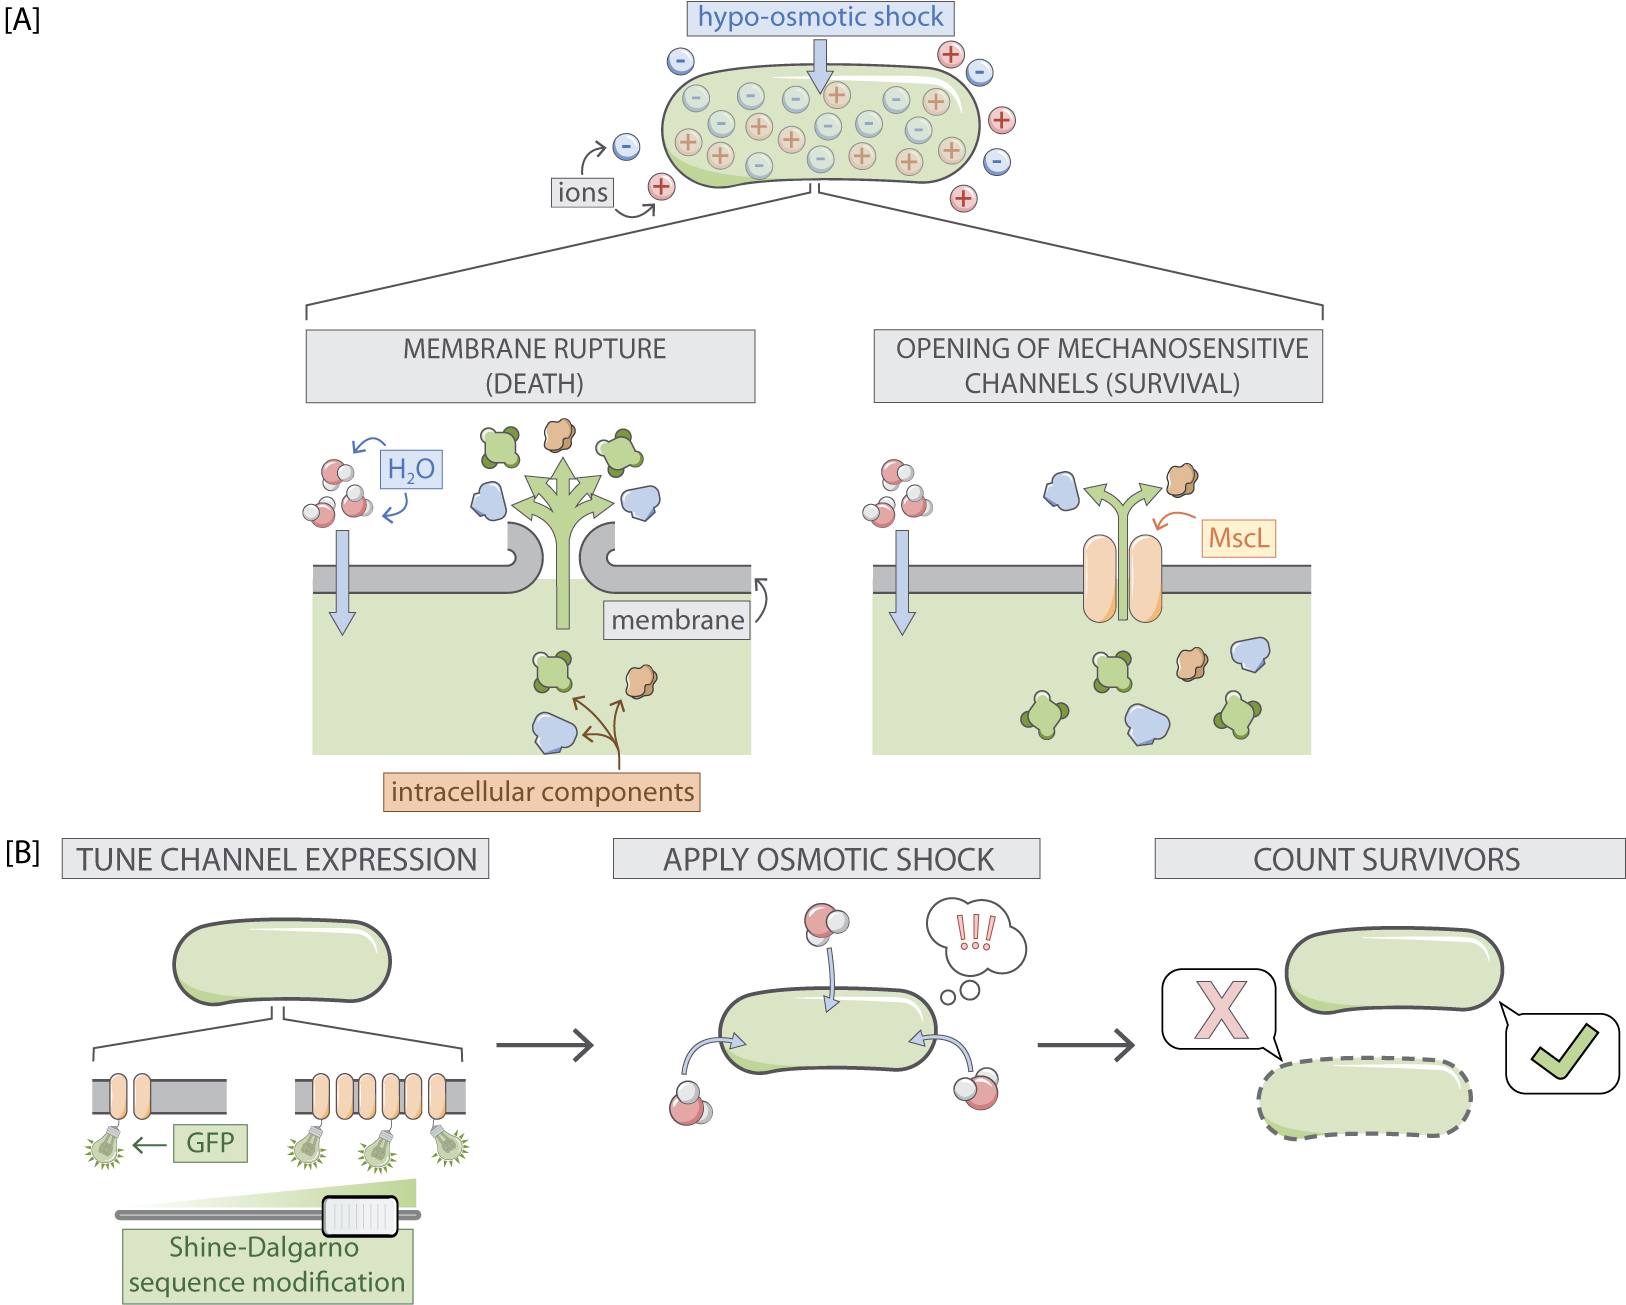 [A]
hypo-osmotic shock
ions
MEMBRANE RUPTURE
(DEATH)
OPENING OF MECHANOSENSITIVE
CHANNELS (SURVIVAL)
H₂O
MscL
membrane
intracellular components
[B]
TUNE CHANNEL EXPRESSION
APPLY OSMOTIC SHOCK
COUNT SURVIVORS
!!!
X
GFP
Shine-Dalgarno
sequence modification